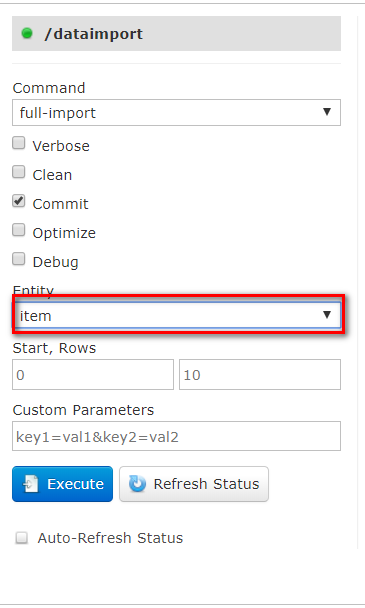 /dataimport
Command
full-import
Verbose
Clean
Commit
Optimize
Debug
Entity
item
Start, Rows
0 10
Custom Parameters
key1=val1&key2=val2
Execute Refresh Status
Auto-Refresh Status